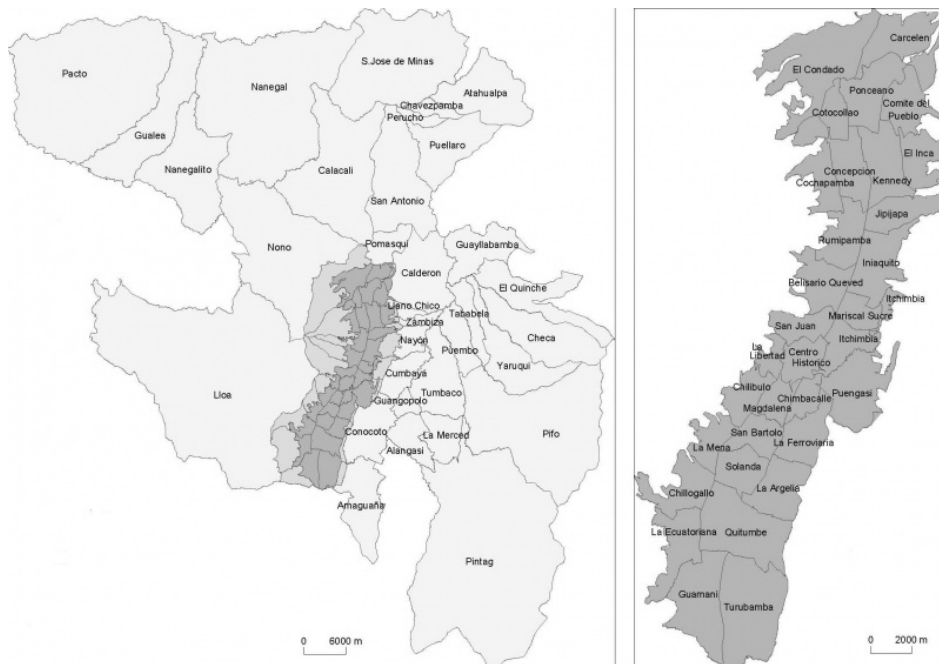 S.Jose de Minas
Pacto
Nanegal
Atahualpa
Chavezpamba
Perucho
Gualea
Puellaro
Nanegalito
Calacali
San Antonio
Nono
Pomasqui
Guayllabamba
Calderon
El Quinche
Llano Chico
Tababela
Zámbiza
Nayón
Checa
Puembo
Yaruqui
Cumbaya
Lloa
Tumbaco
Guangopolo
Conocoto
La Merced
Pifo
Alangasi
Amaguaña
Pintag
0 6000 m
Carcelen
El Condado
Ponceano
Comite del
Pueblo
Cotocollao
El Inca
Concepción
Cochapamba
Kennedy
Jipijapa
Rumipamba
Iniaquito
Belisario Queved
Itchimbia
Mariscal Sucre
San Juan
Itchimbia
La
Libertad
Centro
Historico
Chilibulo
Puengasi
Chimbacalle
Magdalena
San Bartolo
La Ferroviaria
La Mena
Solanda
La Argelia
Chillogallo
La Ecuatoriana
Quitumbe
Guamani
Turubamba
0 2000 m